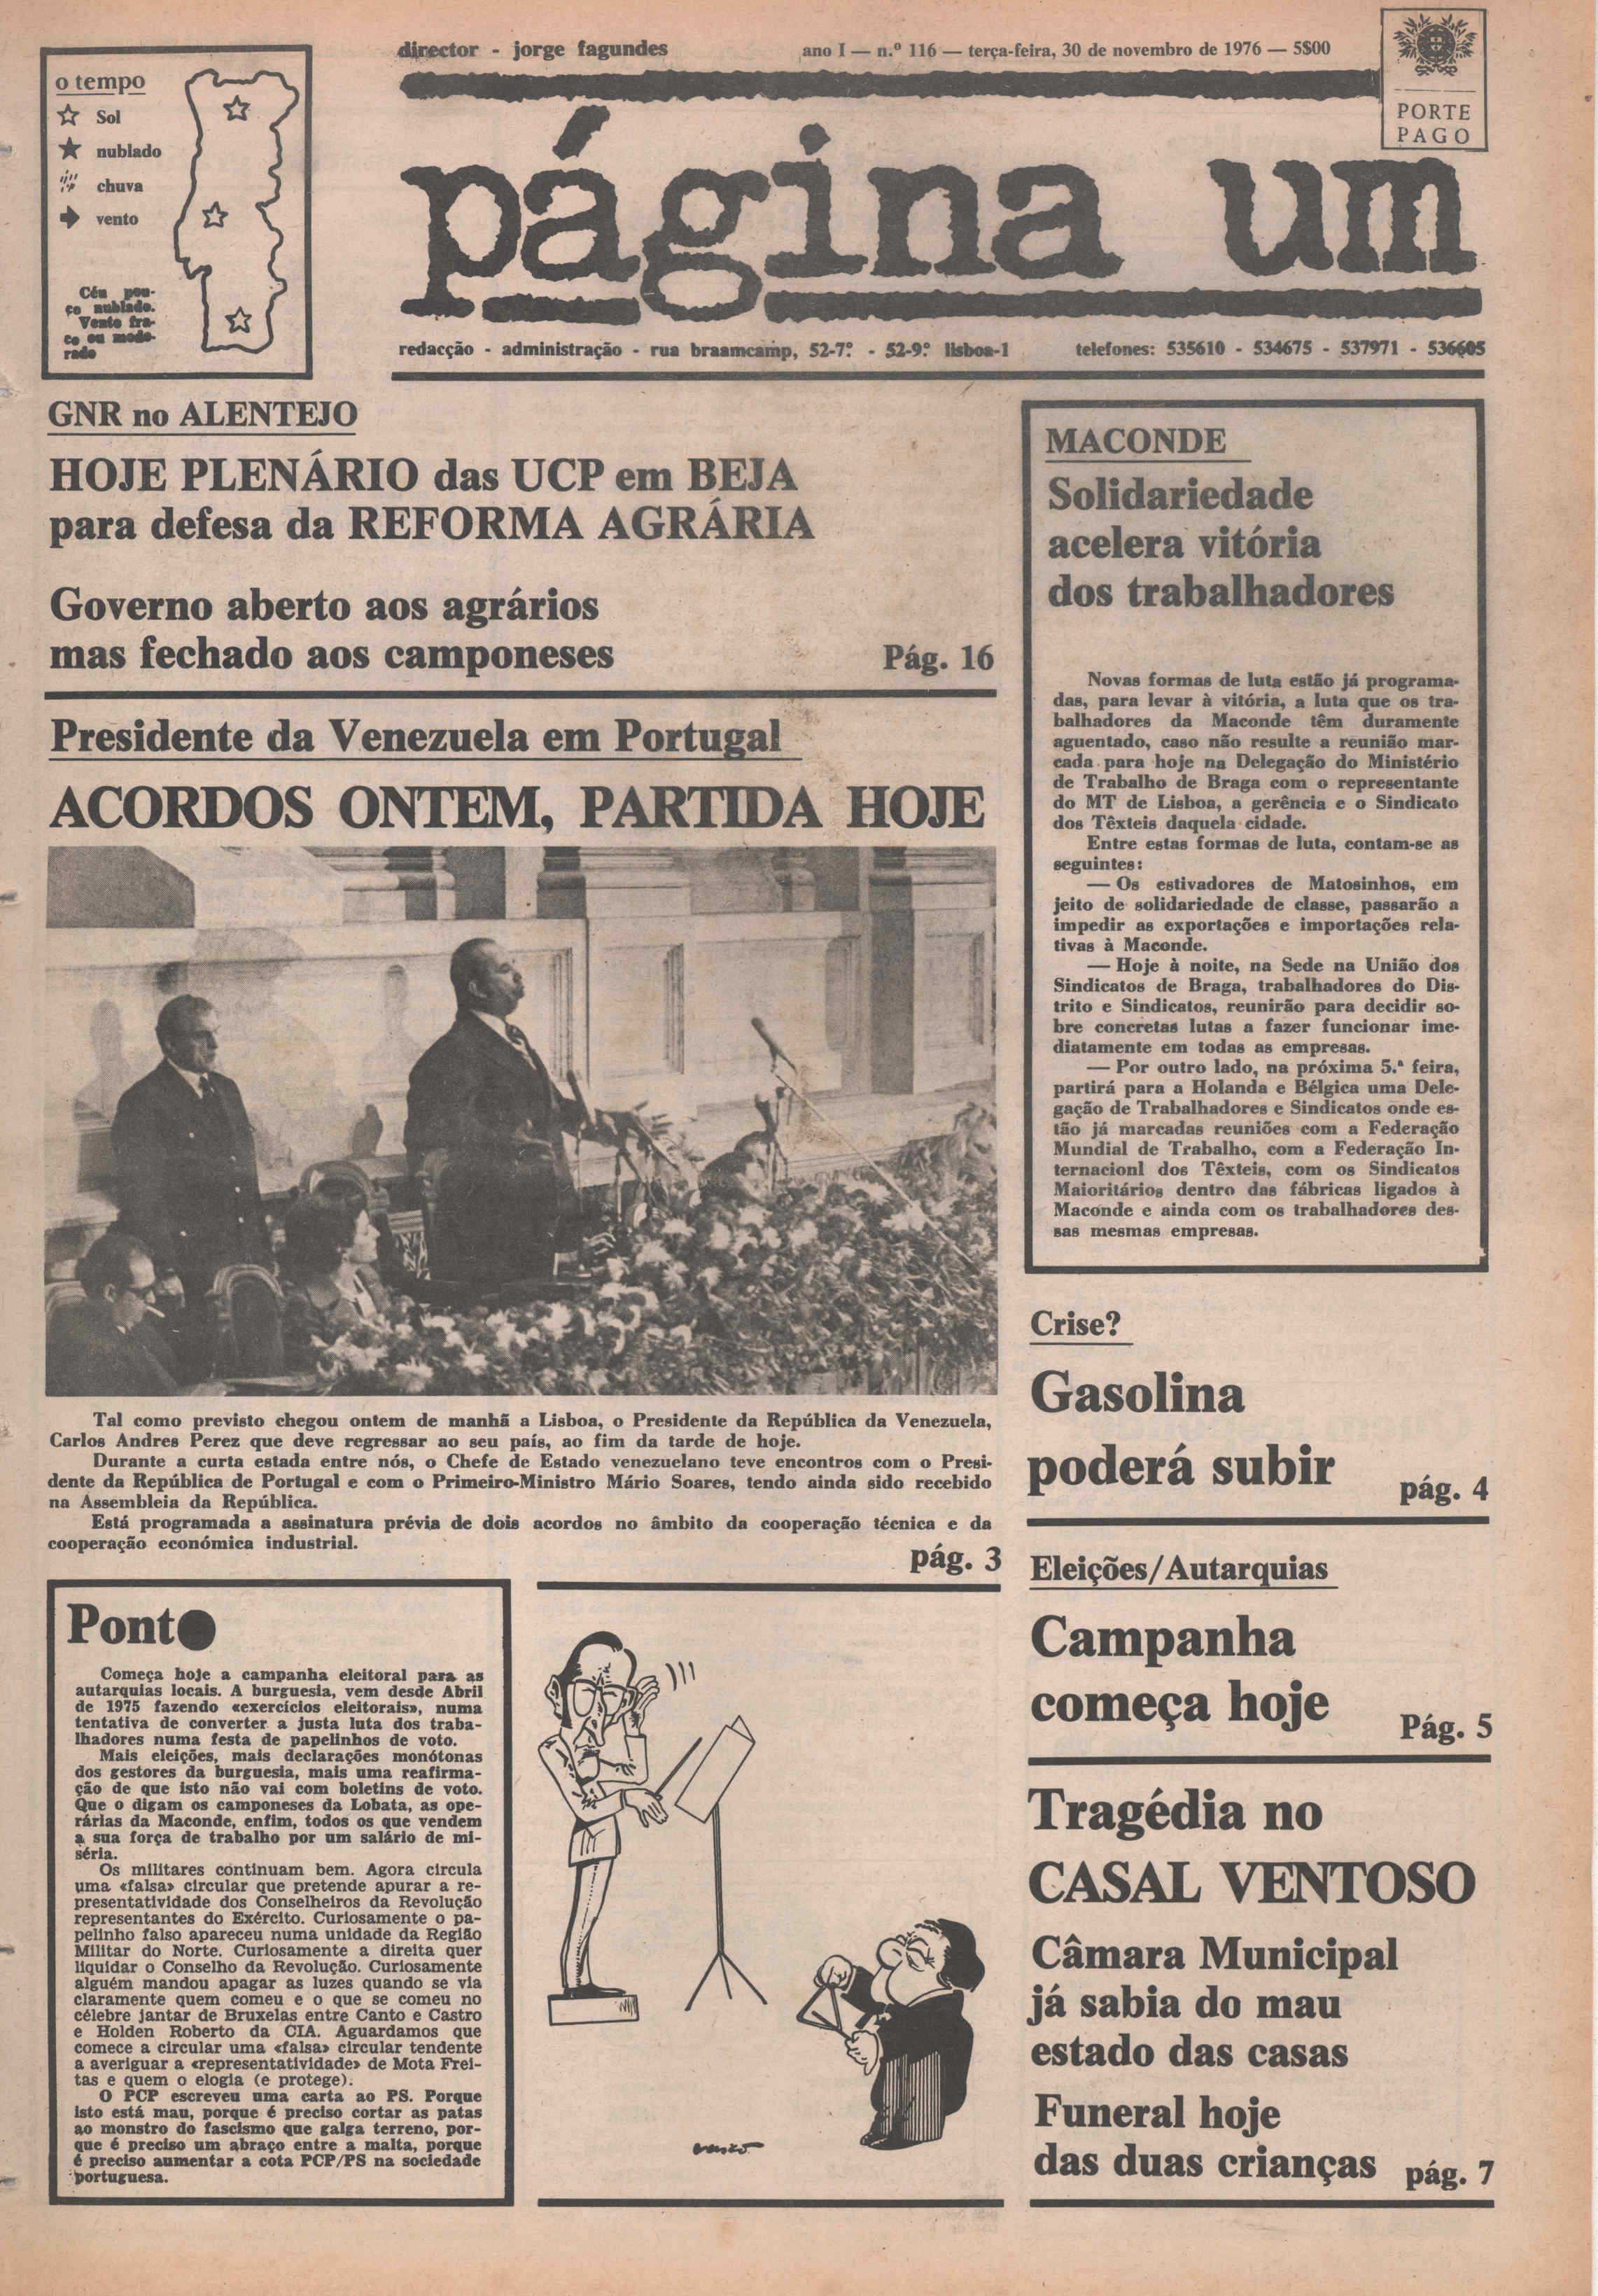 director - jorge fagundes
ano I — n.º 116 — terça-feira, 30 de novembro de 1976 — 5$00
PORTE
PAGO
o tempo
Sol
nublado
chuva
vento
Céu pou-
co nublado.
Vento fra-
co ou mode-
rado
página um
redacção - administração - rua braamcamp, 52-7.º - 52-9.º lisboa-1
telefones: 535610 - 534675 - 537971 - 536605
GNR no ALENTEJO
HOJE PLENÁRIO das UCP em BEJA
para defesa da REFORMA AGRÁRIA
Governo aberto aos agrários
mas fechado aos camponeses
Pág. 16
Presidente da Venezuela em Portugal
ACORDOS ONTEM, PARTIDA HOJE
Tal como previsto chegou ontem de manhã a Lisboa, o Presidente da República da Venezuela,
Carlos Andres Perez que deve regressar ao seu país, ao fim da tarde de hoje.
Durante a curta estada entre nós, o Chefe de Estado venezuelano teve encontros com o Presi-
dente da República de Portugal e com o Primeiro-Ministro Mário Soares, tendo ainda sido recebido
na Assembleia da República.
Está programada a assinatura prévia de dois acordos no âmbito da cooperação técnica e da
cooperação económica industrial.
pág. 3
Ponto
Começa hoje a campanha eleitoral para as
autarquias locais. A burguesia, vem desde Abril
de 1975 fazendo «exercícios eleitorais», numa
tentativa de converter a justa luta dos traba-
lhadores numa festa de papelinhos de voto.
Mais eleições, mais declarações monótonas
dos gestores da burguesia, mais uma reafirma-
ção de que isto não vai com boletins de voto.
Que o digam os camponeses da Lobata, as ope-
rárias da Maconde, enfim, todos os que vendem
a sua força de trabalho por um salário de mi-
séria.
Os militares continuam bem. Agora circula
uma «falsa» circular que pretende apurar a re-
presentatividade dos Conselheiros da Revolução
representantes do Exército. Curiosamente o pa-
pelinho falso apareceu numa unidade da Região
Militar do Norte. Curiosamente a direita quer
liquidar o Conselho da Revolução. Curiosamente
alguém mandou apagar as luzes quando se via
claramente quem comeu e o que se comeu no
célebre jantar de Bruxelas entre Canto e Castro
e Holden Roberto da CIA. Aguardamos que
comece a circular uma «falsa» circular tendente
a averiguar a «representatividade» de Mota Frei-
tas e quem o elogia (e protege).
O PCP escreveu uma carta ao PS. Porque
isto está mau, porque é preciso cortar as patas
ao monstro do fascismo que galga terreno, por-
que é preciso um abraço entre a malta, porque
é preciso aumentar a cota PCP/PS na sociedade
portuguesa.
MACONDE
Solidariedade
acelera vitória
dos trabalhadores
Novas formas de luta estão já programa-
das, para levar à vitória, a luta que os tra-
balhadores da Maconde têm duramente
aguentado, caso não resulte a reunião mar-
cada para hoje na Delegação do Ministério
de Trabalho de Braga com o representante
do MT de Lisboa, a gerência e o Sindicato
dos Têxteis daquela cidade.
Entre estas formas de luta, contam-se as
seguintes:
— Os estivadores de Matosinhos, em
jeito de solidariedade de classe, passarão a
impedir as exportações e importações rela-
tivas à Maconde.
— Hoje à noite, na Sede na União dos
Sindicatos de Braga, trabalhadores do Dis-
trito e Sindicatos, reunirão para decidir so-
bre concretas lutas a fazer funcionar ime-
diatamente em todas as empresas.
— Por outro lado, na próxima 5.ª feira,
partirá para a Holanda e Bélgica uma Dele-
gação de Trabalhadores e Sindicatos onde es-
tão já marcadas reuniões com a Federação
Mundial de Trabalho, com a Federação In-
ternacionl dos Têxteis, com os Sindicatos
Maioritários dentro das fábricas ligados à
Maconde e ainda com os trabalhadores des-
sas mesmas empresas.
Crise?
Gasolina
poderá subir
pág. 4
Eleições/Autarquias
Campanha
começa hoje
Pág. 5
Tragédia no
CASAL VENTOSO
Câmara Municipal
já sabia do mau
estado das casas
Funeral hoje
das duas crianças
pág. 7